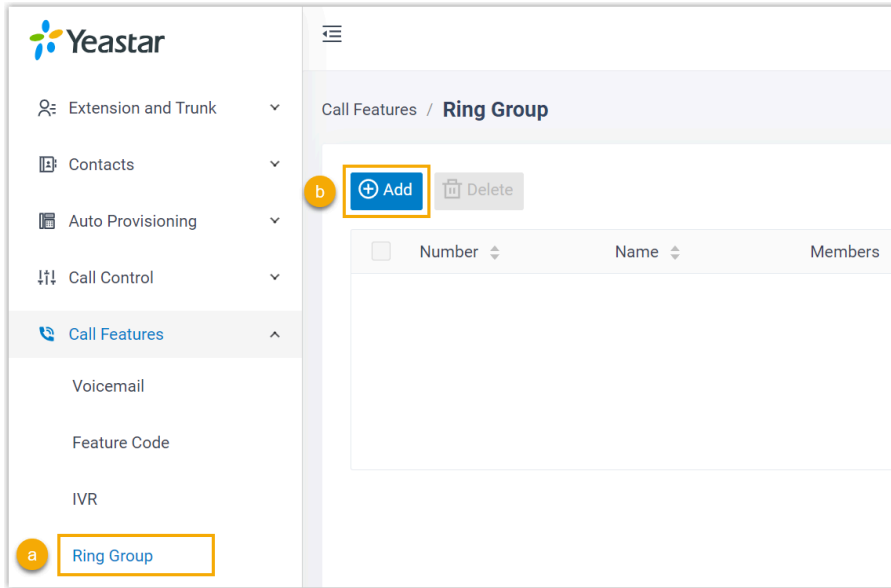 Yeastar
Extension and Trunk
Contacts
Auto Provisioning
Call Control
Call Features
Voicemail
Feature Code
IVR
a Ring Group
Call Features / Ring Group
b Add Delete
Number Name Members